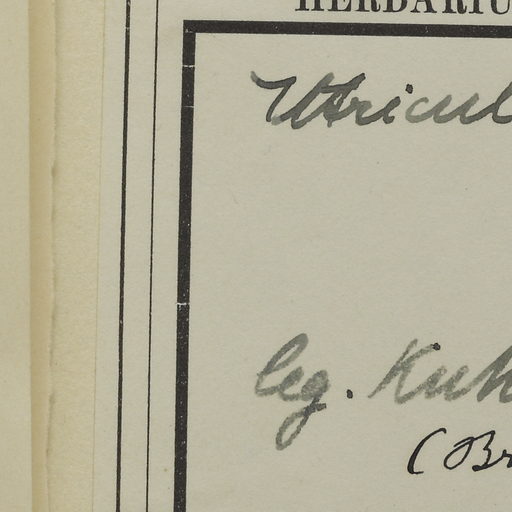 HERBARIU
Utricul
leg. Kuh
(Br